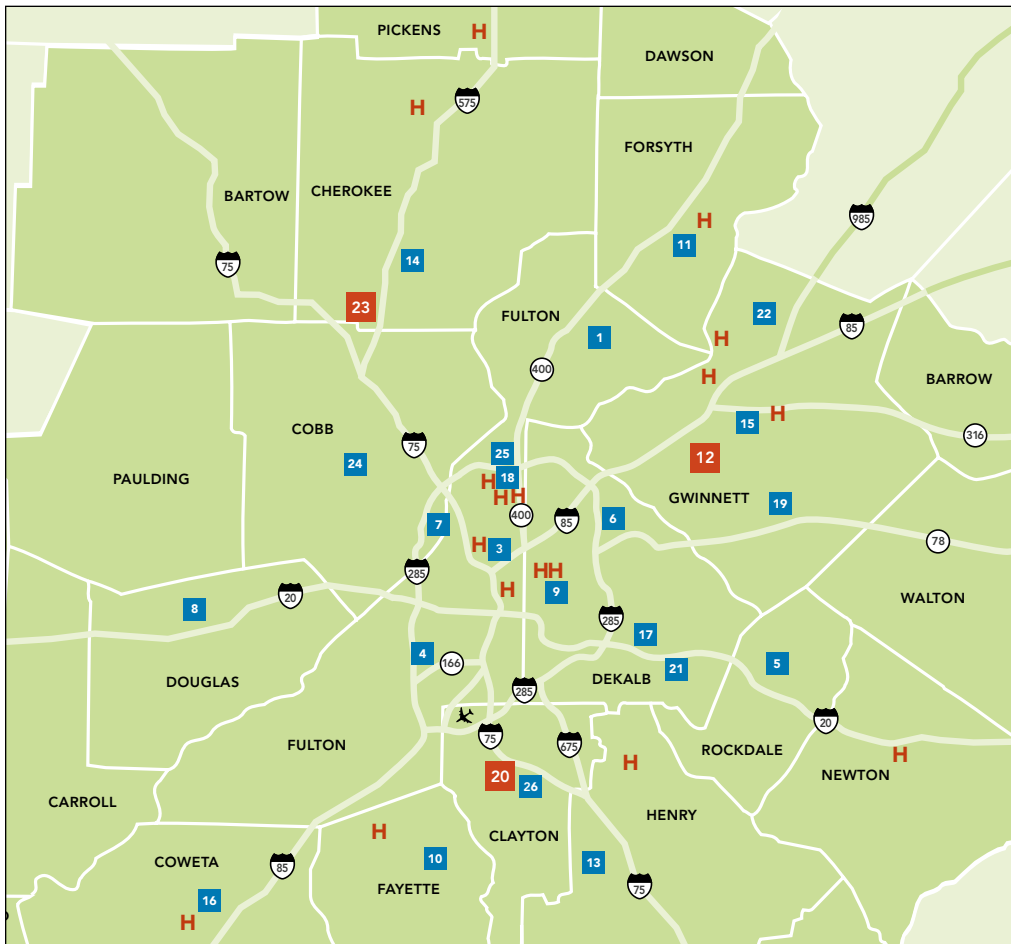 PICKENS
H
DAWSON
575
H
FORSYTH
BARTOW
CHEROKEE
H
985
11
14
75
23
FULTON
22
85
1
H
400
H
BARROW
H
15
COBB
316
75
25
12
24
PAULDING
18
H
H
H
GWINNETT
19
400
85
6
7
78
H
3
285
H
H
H
9
20
WALTON
8
285
17
4
166
5
21
DEKALB
DOUGLAS
285
20
75
675
FULTON
ROCKDALE
H
H
NEWTON
20
26
CARROLL
HENRY
H
CLAYTON
COWETA
10
13
85
FAYETTE
75
16
H